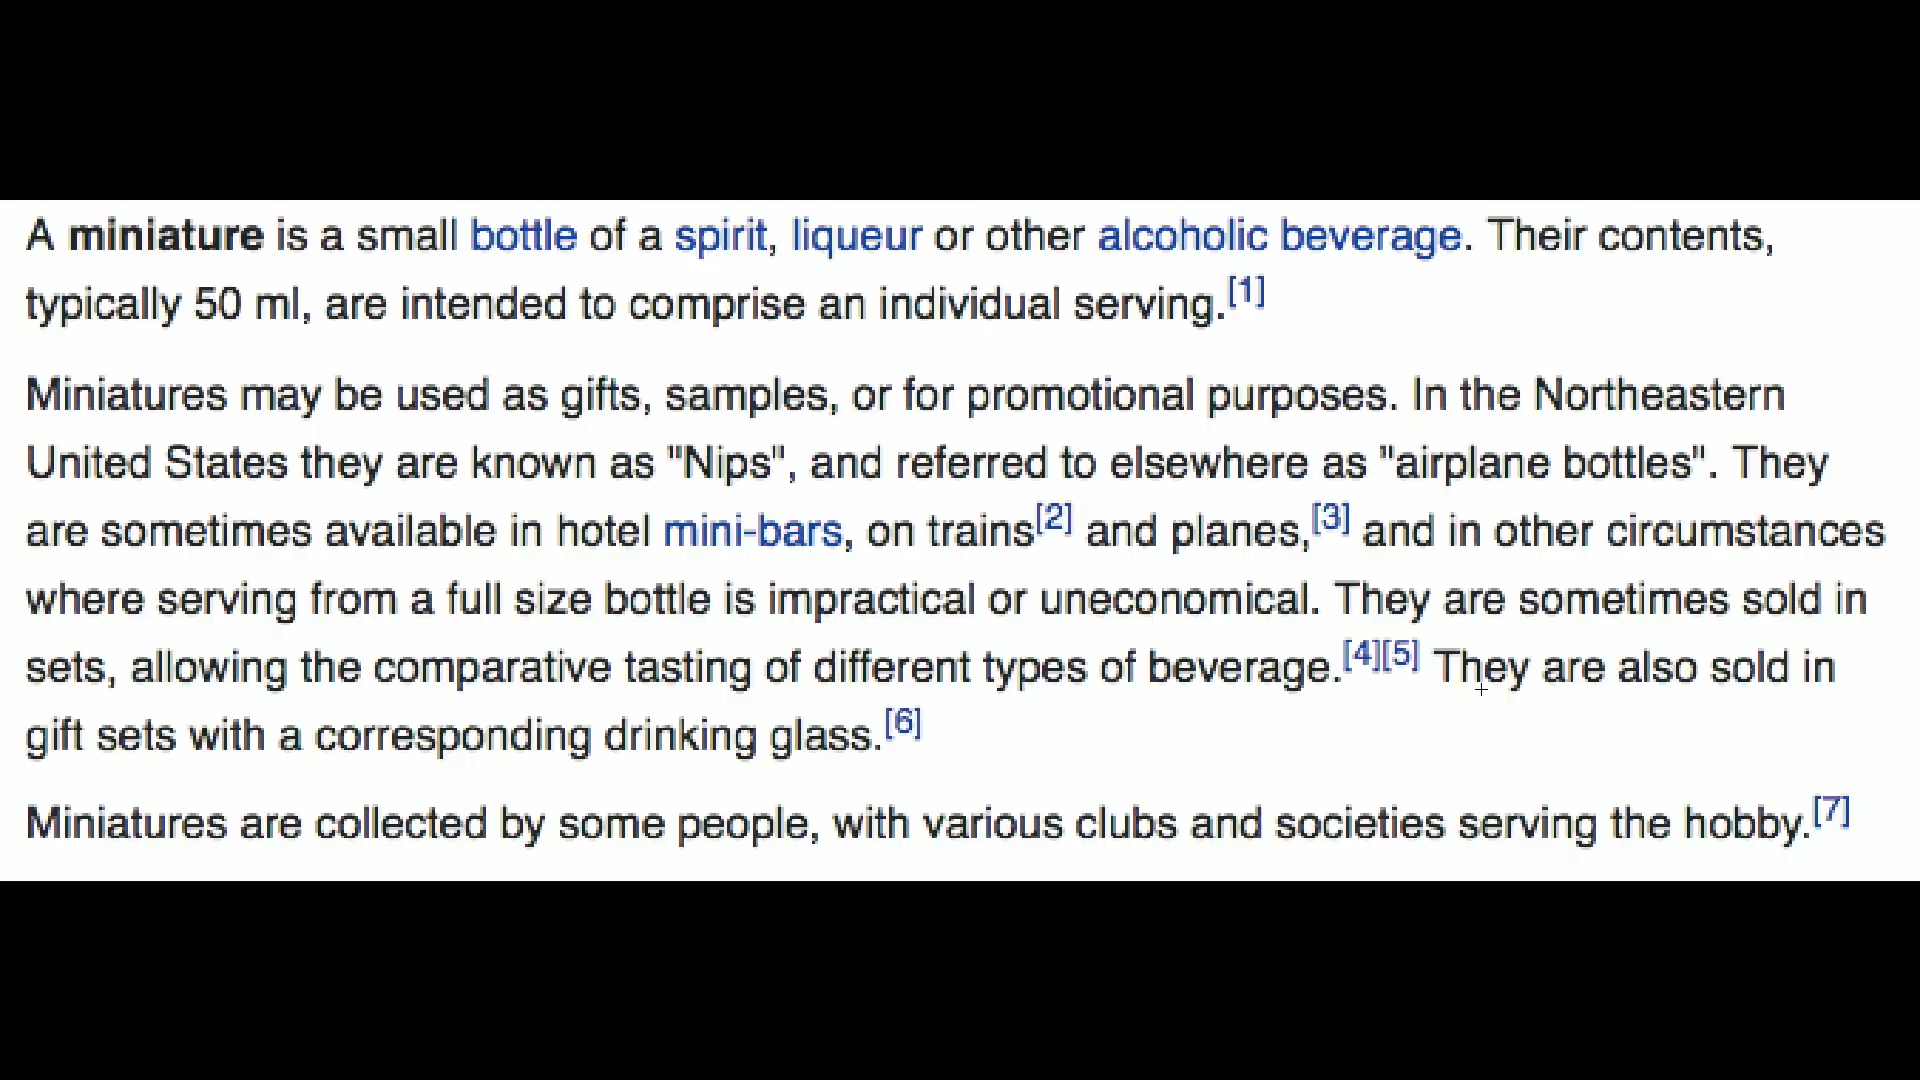 A miniature is a small bottle of a spirit, liqueur or other alcoholic beverage. Their contents,
typically 50 ml, are intended to comprise an individual serving.[1]
Miniatures may be used as gifts, samples, or for promotional purposes. In the Northeastern
United States they are known as "Nips", and referred to elsewhere as "airplane bottles". They
are sometimes available in hotel mini-bars, on trains[2] and planes,[3] and in other circumstances
where serving from a full size bottle is impractical or uneconomical. They are sometimes sold in
sets, allowing the comparative tasting of different types of beverage.[4][5] They are also sold in
gift sets with a corresponding drinking glass.[6]
Miniatures are collected by some people, with various clubs and societies serving the hobby.[7]